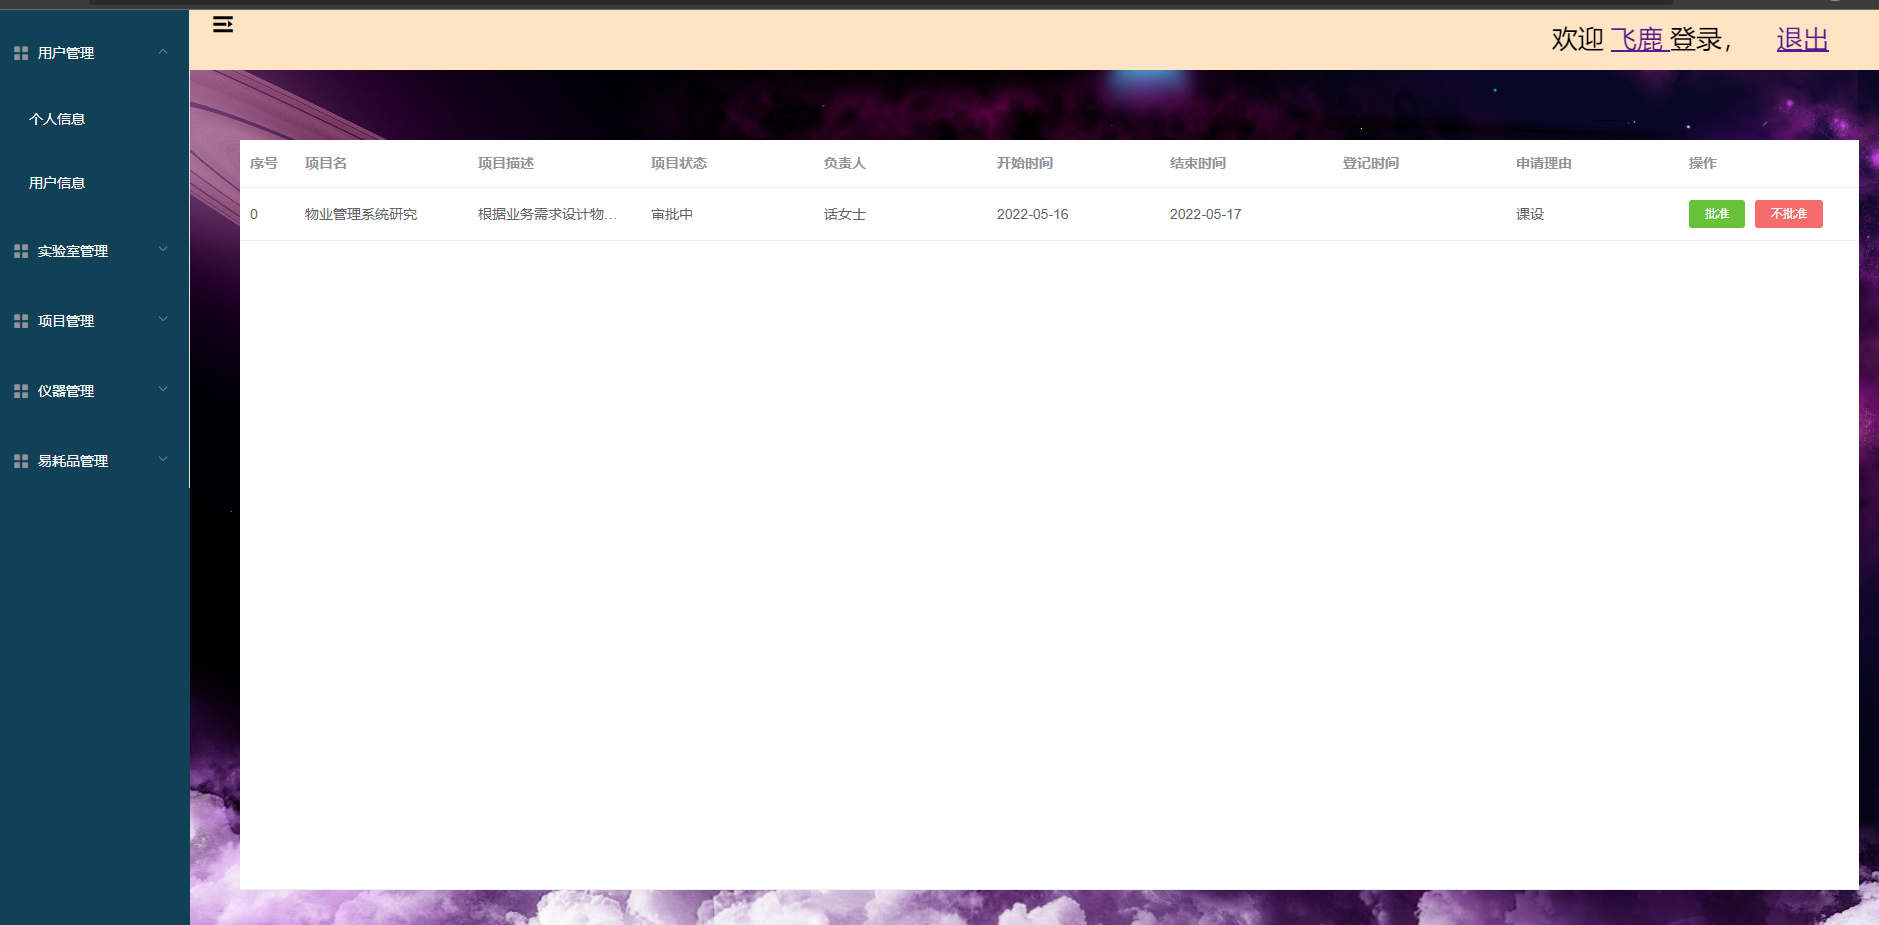 欢迎 飞鹿 登录， 退出
用户管理
个人信息
用户信息
实验室管理
项目管理
仪器管理
易耗品管理
序号 项目名 项目描述 项目状态 负责人 开始时间 结束时间 登记时间 申请理由 操作
0 物业管理系统研究 根据业务需求设计物... 审批中 话女士 2022-05-16 2022-05-17 课设 批准 不批准